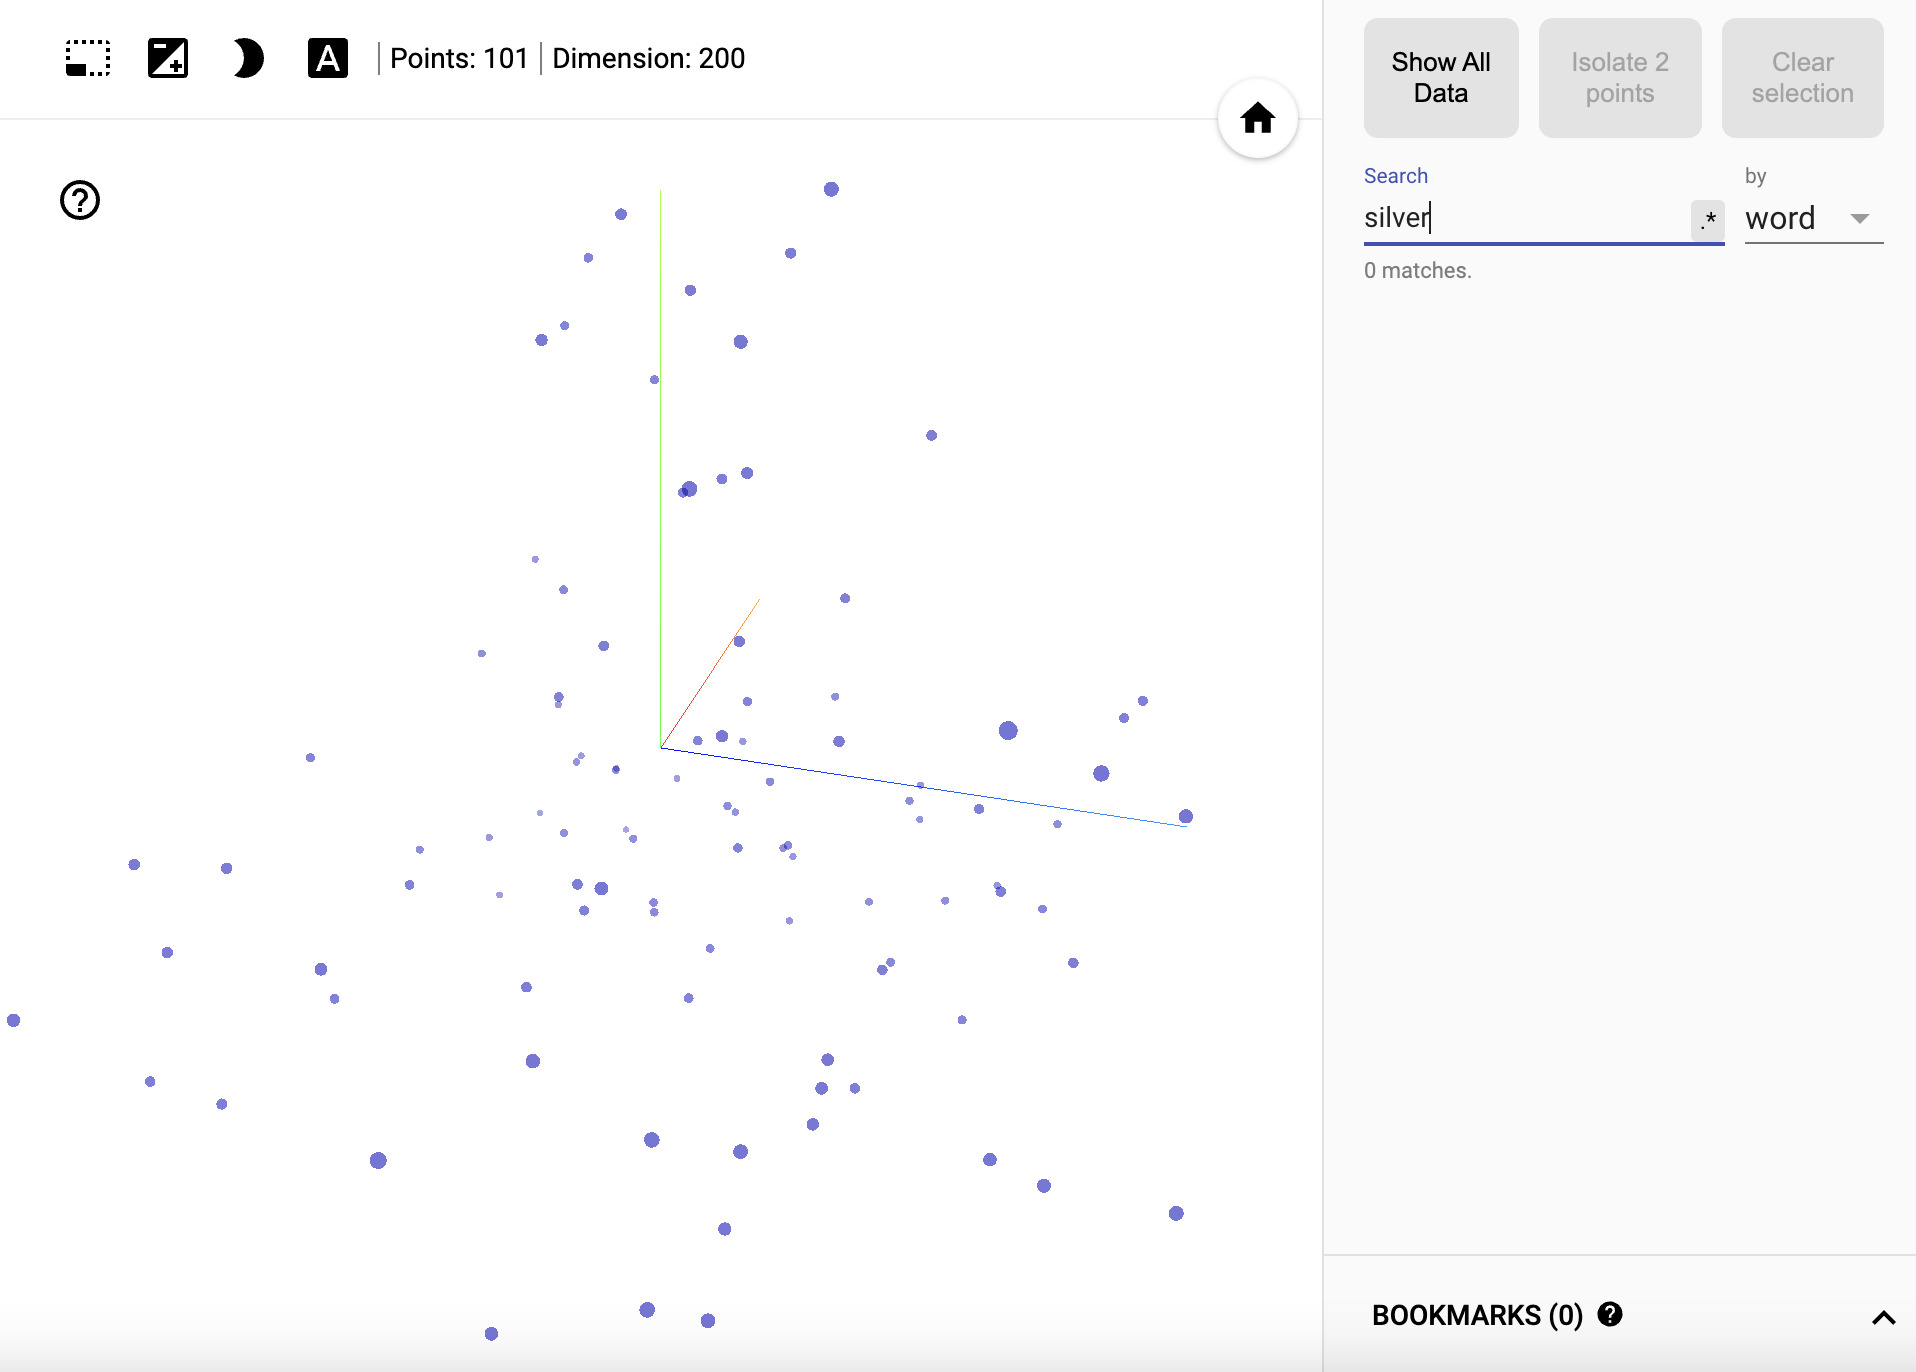 A
Points: 101 | Dimension: 200
Show All
Data
Isolate 2
points
Clear
selection
Search
by
silver
.*
word
0 matches.
BOOKMARKS (0)